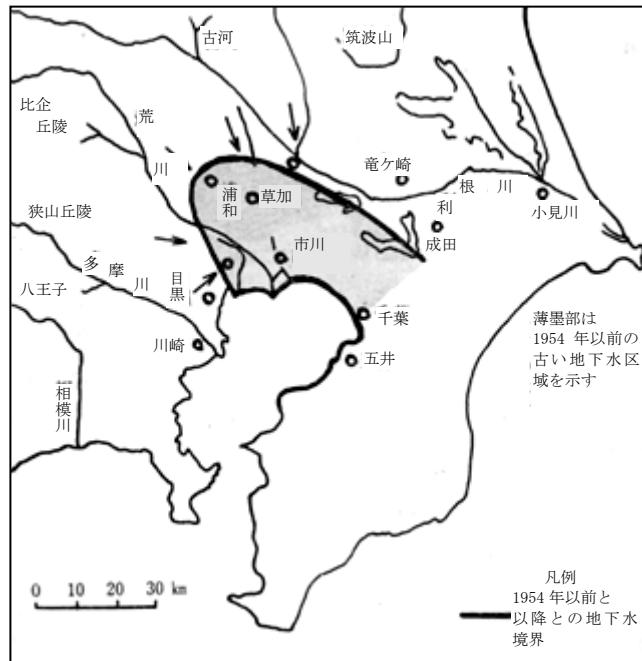 古河
筑波山
比企
丘陵
荒
川
竜ケ崎
利
根
川
小見川
浦
和
草加
狭山丘陵
成田
市川
多
摩
川
目
黒
八王子
千葉
川崎
五井
相
模
川
薄墨部は
1954 年以前の
古い地下水区
域を示す
0 10 20 30 km
凡例
1954 年以前と
以降との地下水
境界